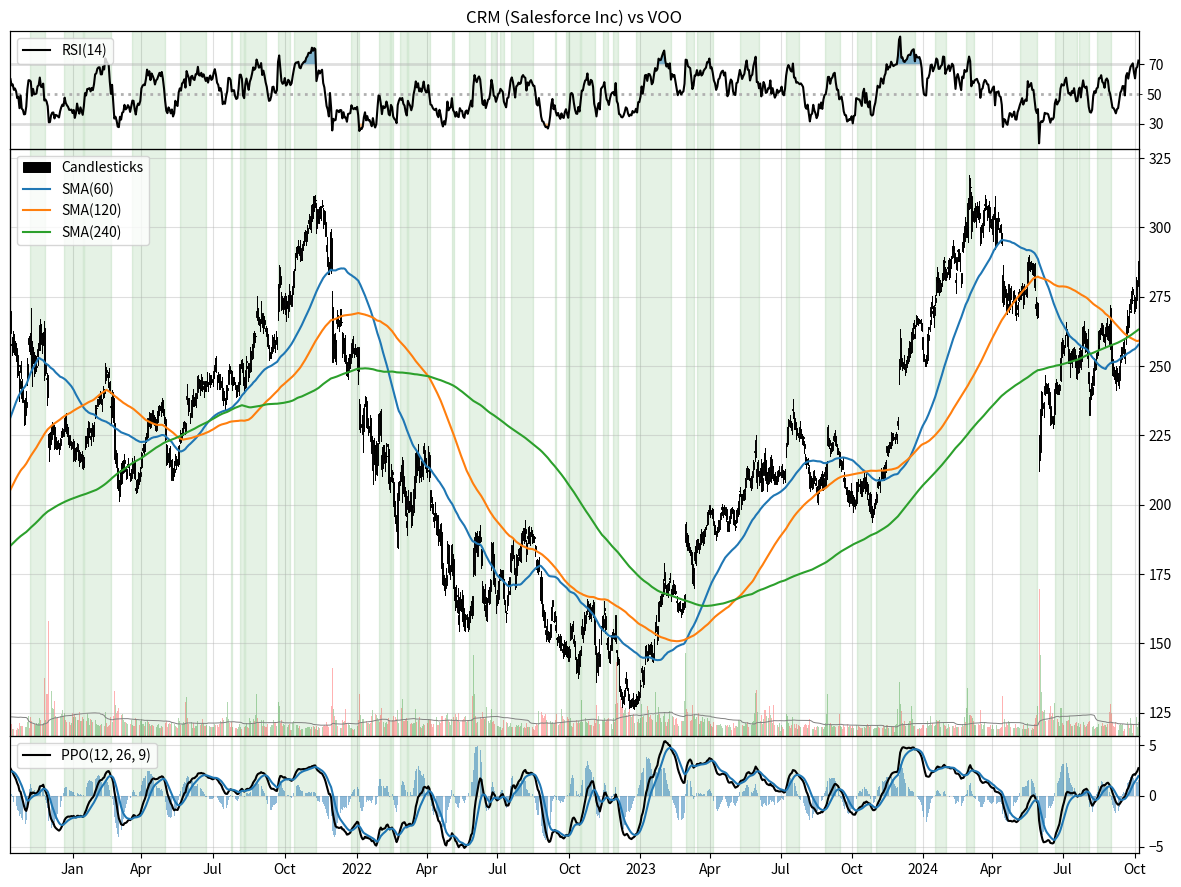 CRM (Salesforce Inc) vs VOO
RSI(14)
70
50
30
Candlesticks
SMA(60)
SMA(120)
SMA(240)
325
300
275
250
225
200
175
150
125
PPO(12, 26, 9)
5
0
−5
Jan Apr Jul Oct 2022 Apr Jul Oct 2023 Apr Jul Oct 2024 Apr Jul Oct